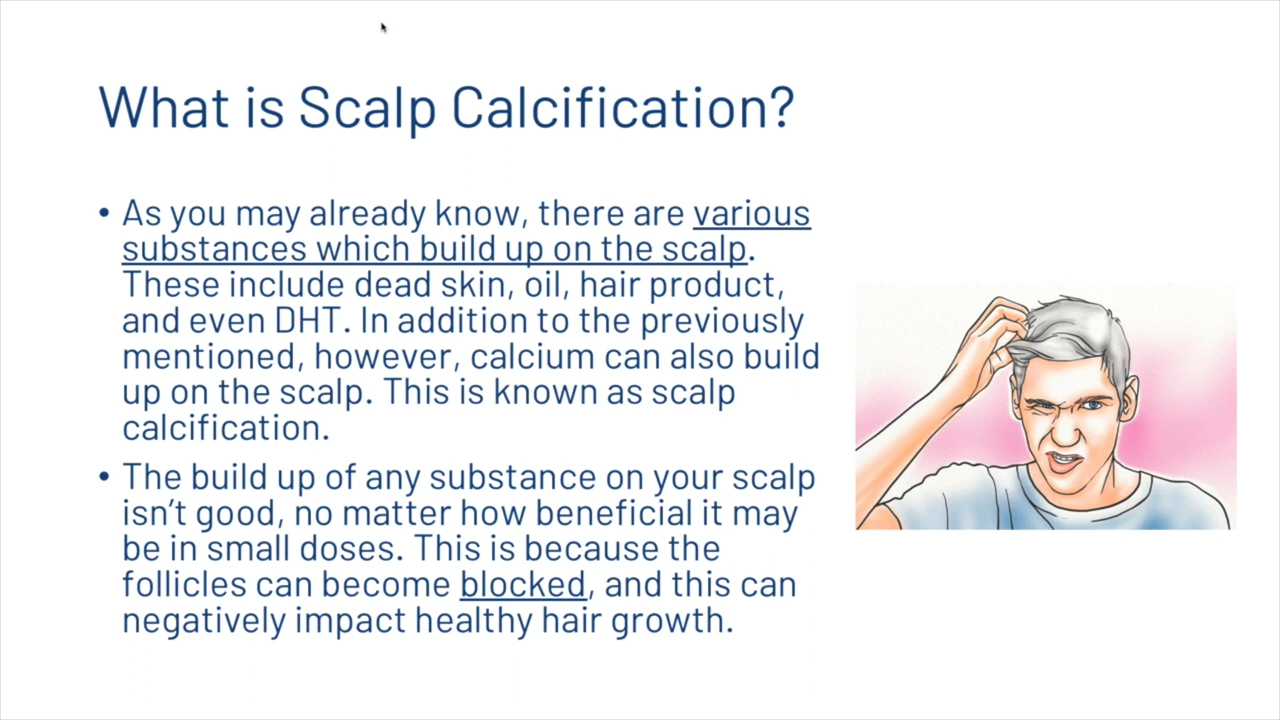 What is Scalp Calcification?
• As you may already know, there are various
substances which build up on the scalp.
These include dead skin, oil, hair product,
and even DHT. In addition to the previously
mentioned, however, calcium can also build
up on the scalp. This is known as scalp
calcification.
• The build up of any substance on your scalp
isn’t good, no matter how beneficial it may
be in small doses. This is because the
follicles can become blocked, and this can
negatively impact healthy hair growth.